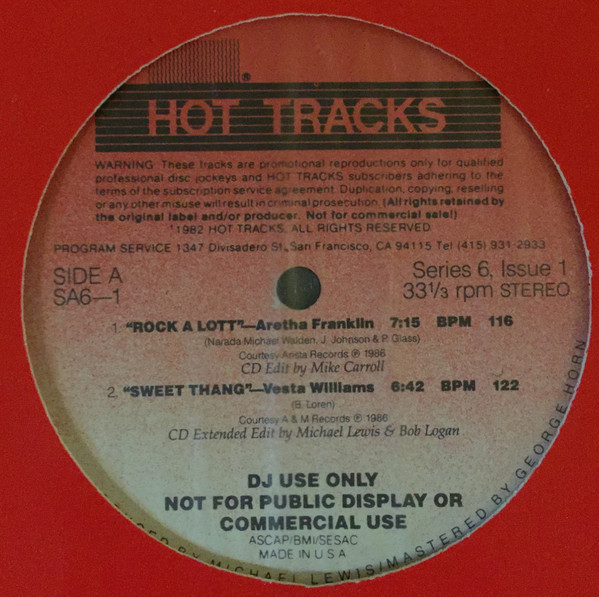 ®
HOT TRACKS
WARNING: These tracks are promotional reproductions only for qualified
professional disc jockeys and HOT TRACKS subscribers adhering to the
terms of the subscription service agreement. Duplication, copying, reselling
or any other misuse will result in criminal prosecution. (All rights retained by
the original label and/or producer. Not for commercial sale!)
©1982 HOT TRACKS. ALL RIGHTS RESERVED.
PROGRAM SERVICE 1347 Divisadero St., San Francisco, CA 94115 Tel (415) 931-2933
SIDE A
SA6—1
Series 6, Issue 1
33⅓ rpm STEREO
1. "ROCK A LOTT"—Aretha Franklin 7:15 BPM 116
(Narada Michael Walden, J. Johnson & P. Glass)
Courtesy Arista Records ℗ 1986
CD Edit by Mike Carroll
2. "SWEET THANG"—Vesta Williams 6:42 BPM 122
(B. Loren)
Courtesy A & M Records ℗ 1986
CD Extended Edit by Michael Lewis & Bob Logan
DJ USE ONLY
NOT FOR PUBLIC DISPLAY OR
COMMERCIAL USE
ASCAP/BMI/SESAC
MADE IN U S A
BY MICHAEL LEWIS/MASTERED BY GEORGE HORN